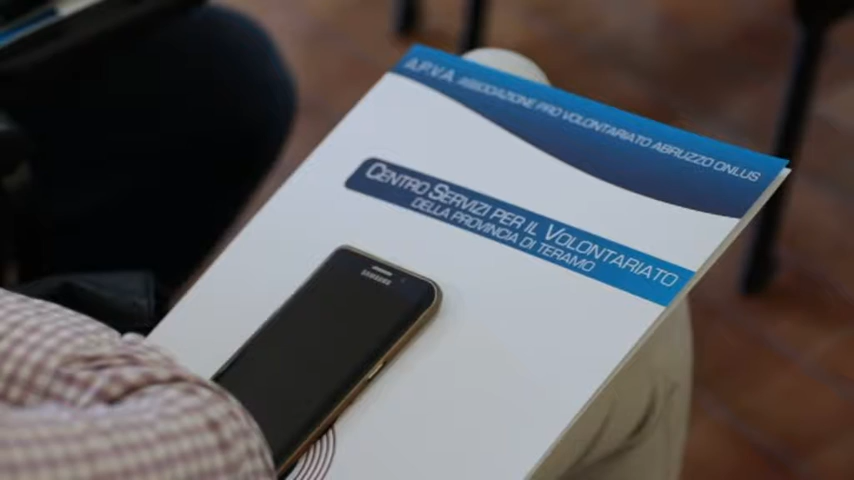 A.P.V.A. ASSOCIAZIONE PRO VOLONTARIATO ABRUZZO ONLUS
CENTRO SERVIZI PER IL VOLONTARIATO
DELLA PROVINCIA DI TERAMO
SAMSUNG